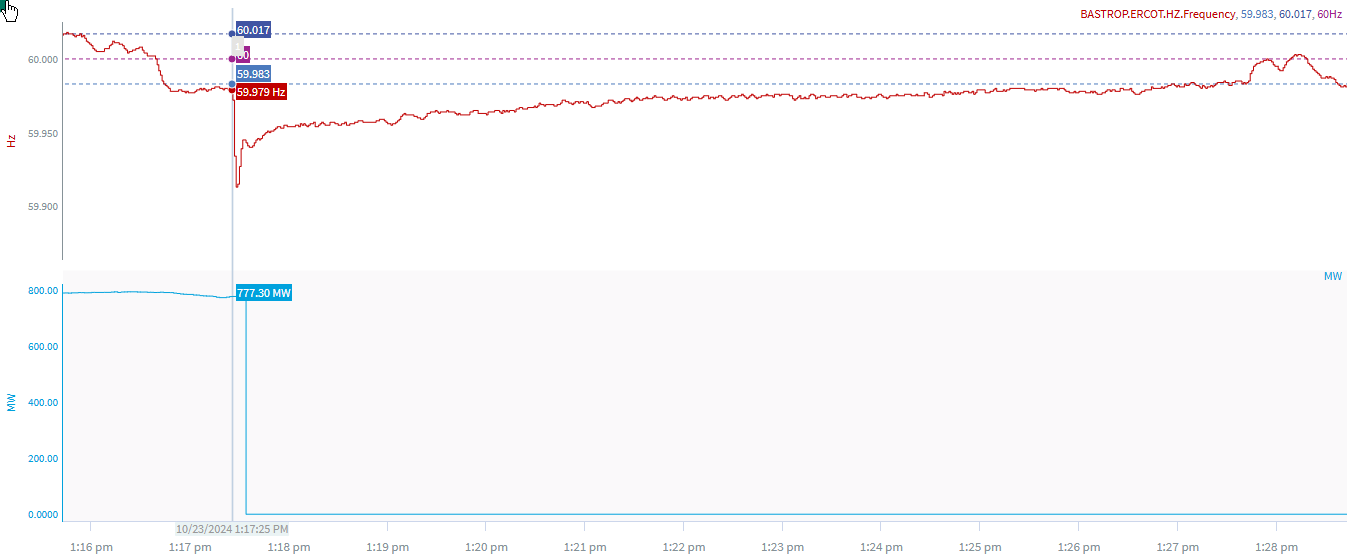 BASTROP.ERCOT.HZ.Frequency, 59.983, 60.017, 60Hz
60.017
60.000
60
59.983
59.979 Hz
59.950
Hz
59.900
MW
800.00
777.30 MW
600.00
400.00
MW
200.00
0.0000
10/23/2024 1:17:25 PM
1:16 pm 1:17 pm 1:18 pm 1:19 pm 1:20 pm 1:21 pm 1:22 pm 1:23 pm 1:24 pm 1:25 pm 1:26 pm 1:27 pm 1:28 pm